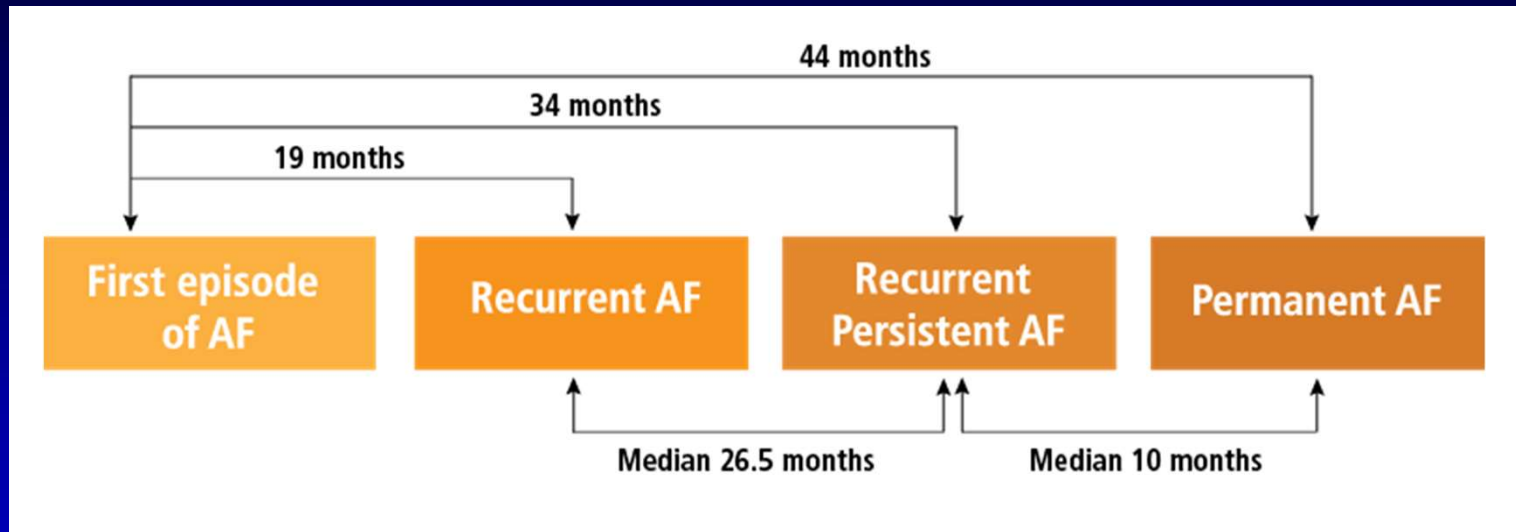 44 months
34 months
19 months
First episode
of AF
Recurrent AF
Recurrent
Persistent AF
Permanent AF
Median 26.5 months
Median 10 months